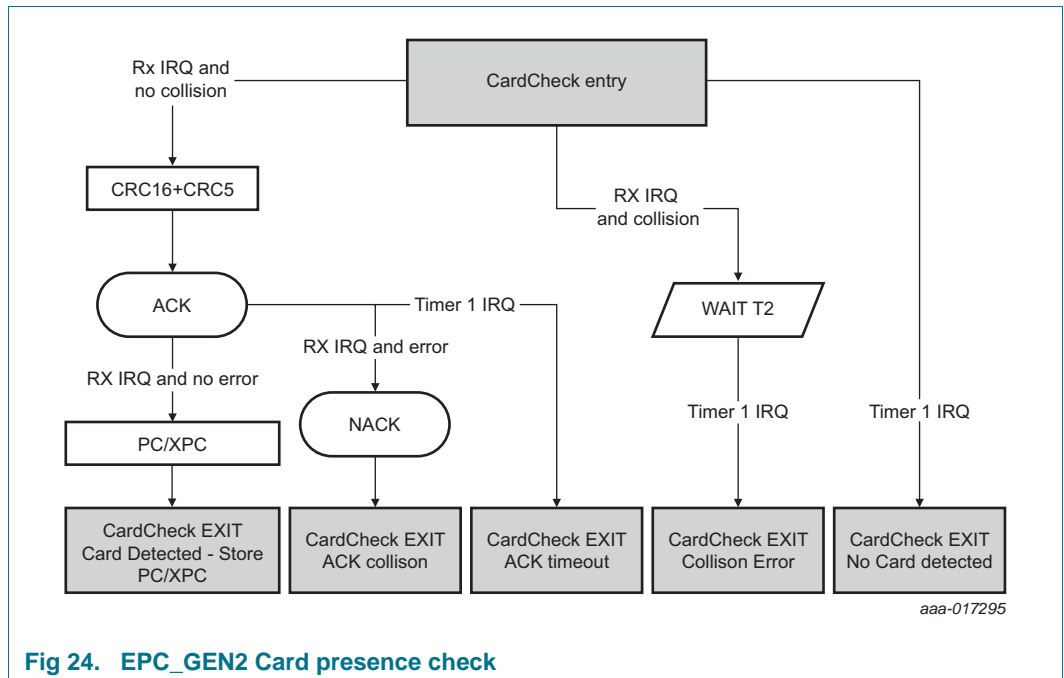 CardCheck entry
Rx IRQ and
no collision
CRC16+CRC5
RX IRQ
and collision
ACK
Timer 1 IRQ
WAIT T2
RX IRQ and error
RX IRQ and no error
NACK
Timer 1 IRQ
Timer 1 IRQ
PC/XPC
CardCheck EXIT
Card Detected - Store
PC/XPC
CardCheck EXIT
ACK collison
CardCheck EXIT
ACK timeout
CardCheck EXIT
Collison Error
CardCheck EXIT
No Card detected
aaa-017295
Fig 24. EPC_GEN2 Card presence check